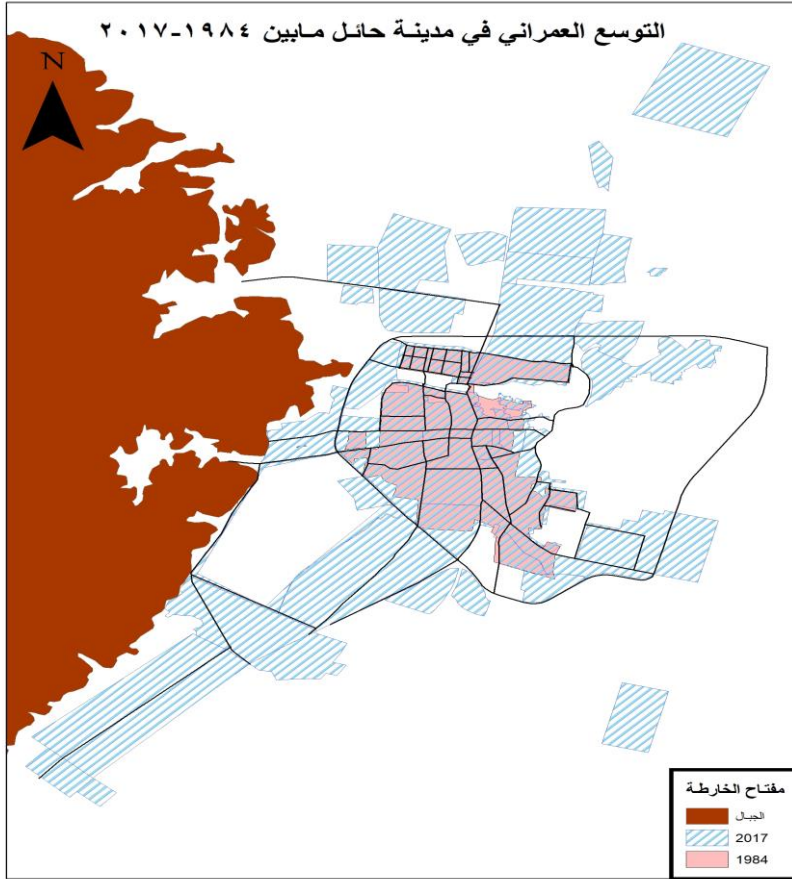 التوسع العمراني في مدينة حائل مابين ١٩٨٤-٢٠١٧
N
مفتاح الخارطة
الجبال
2017
1984